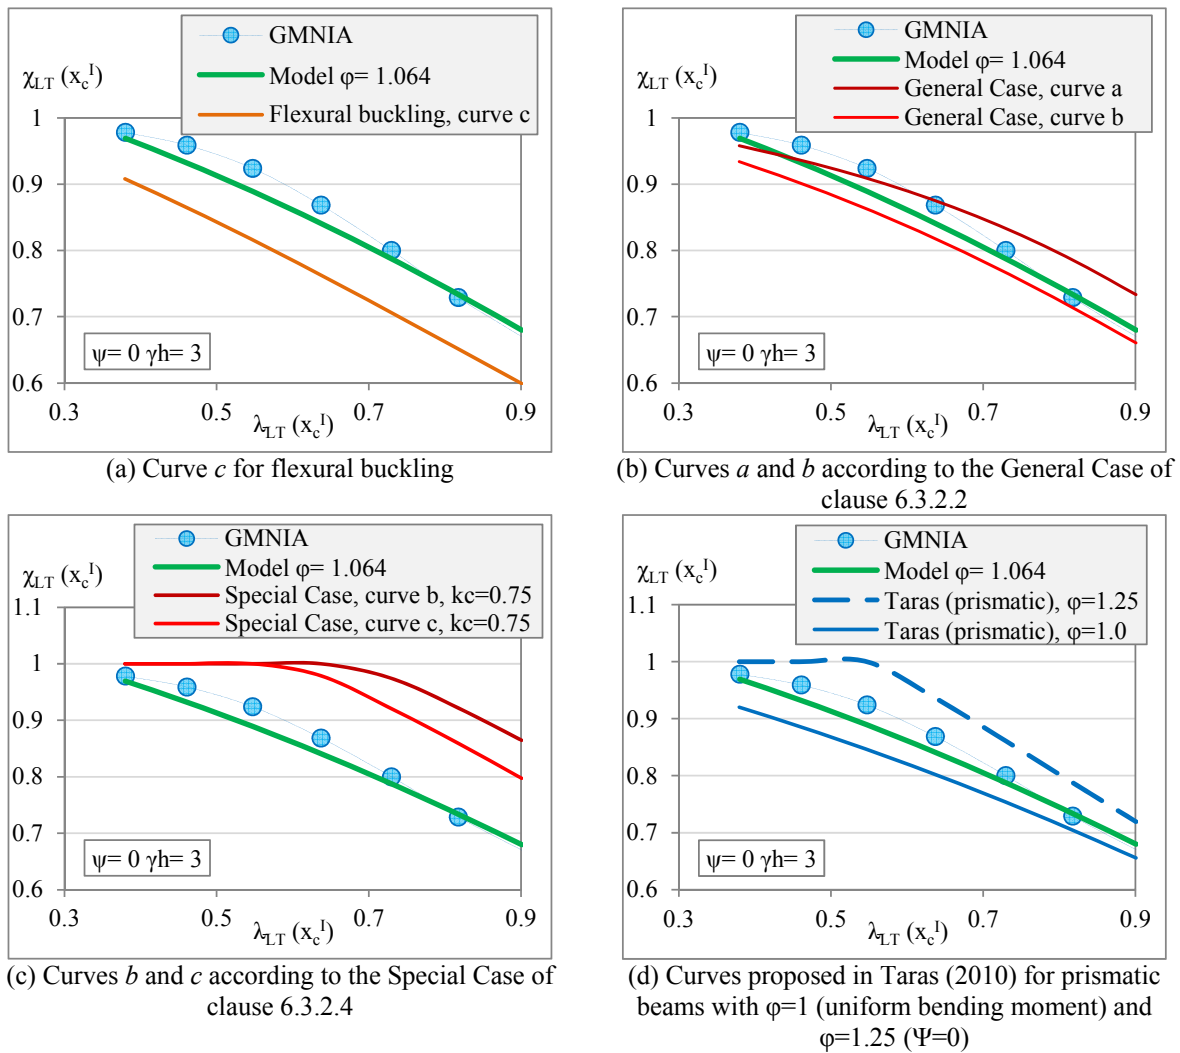 GMNIA
Model φ= 1.064
Flexural buckling, curve c
χLT (xcI)
1
0.9
0.8
0.7
0.6
0.3
0.5
0.7
0.9
λLT (xcI)
ψ= 0 γh= 3
(a) Curve c for flexural buckling
GMNIA
Model φ= 1.064
General Case, curve a
General Case, curve b
χLT (xcI)
1
0.9
0.8
0.7
0.6
0.3
0.5
0.7
0.9
λLT (xcI)
ψ= 0 γh= 3
(b) Curves a and b according to the General Case of
clause 6.3.2.2
GMNIA
Model φ= 1.064
Special Case, curve b, kc=0.75
Special Case, curve c, kc=0.75
χLT (xcI)
1.1
1
0.9
0.8
0.7
0.6
0.3
0.5
0.7
0.9
λLT (xcI)
ψ= 0 γh= 3
(c) Curves b and c according to the Special Case of
clause 6.3.2.4
GMNIA
Model φ= 1.064
Taras (prismatic), φ=1.25
Taras (prismatic), φ=1.0
χLT (xcI)
1.1
1
0.9
0.8
0.7
0.6
0.3
0.5
0.7
0.9
λLT (xcI)
ψ= 0 γh= 3
(d) Curves proposed in Taras (2010) for prismatic
beams with φ=1 (uniform bending moment) and
φ=1.25 (Ψ=0)